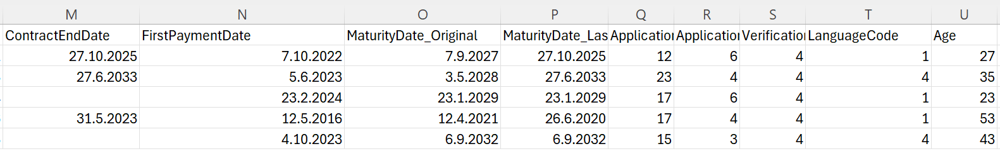 M N O P Q R S T U
ContractEndDate FirstPaymentDate MaturityDate_Original MaturityDate_Las Application Application Verification LanguageCode Age
27.10.2025 7.10.2022 7.9.2027 27.10.2025 12 6 4 1 27
27.6.2033 5.6.2023 3.5.2028 27.6.2033 23 4 4 4 35
23.2.2024 23.1.2029 23.1.2029 17 6 4 1 23
31.5.2023 12.5.2016 12.4.2021 26.6.2020 17 4 4 1 53
4.10.2023 6.9.2032 6.9.2032 15 3 4 4 43